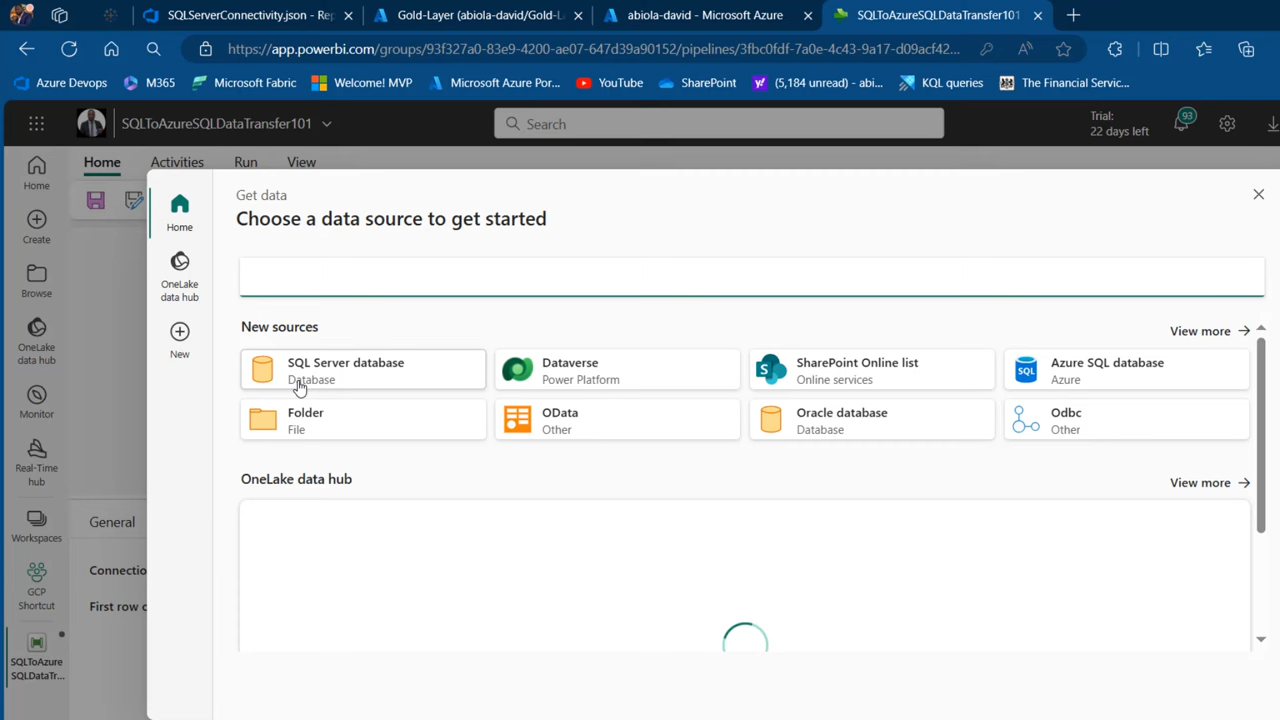 SQLServerConnectivity.json - Rep
Gold-Layer (abiola-david/Gold-L
abiola-david - Microsoft Azure
SQLToAzureSQLDataTransfer101
https://app.powerbi.com/groups/93f327a0-83e9-4200-ae07-647d39a90152/pipelines/3fbc0fdf-7a0e-4c43-9a17-d09acf42...
Azure Devops
M365
Microsoft Fabric
Welcome! MVP
Microsoft Azure Por...
YouTube
SharePoint
(5,184 unread) - abi...
KQL queries
The Financial Servic...
SQLToAzureSQLDataTransfer101
Search
Trial:
22 days left
93
Home
Activities
Run
View
Home
Create
Browse
OneLake
data hub
Monitor
Real-Time
hub
Workspaces
GCP
Shortcut
SQLToAzure
SQLDataTr...
General
Connectio
First row c
Home
OneLake
data hub
New
Get data
Choose a data source to get started
New sources
View more
SQL Server database
Database
Dataverse
Power Platform
SharePoint Online list
Online services
Azure SQL database
Azure
Folder
File
OData
Other
Oracle database
Database
Odbc
Other
OneLake data hub
View more